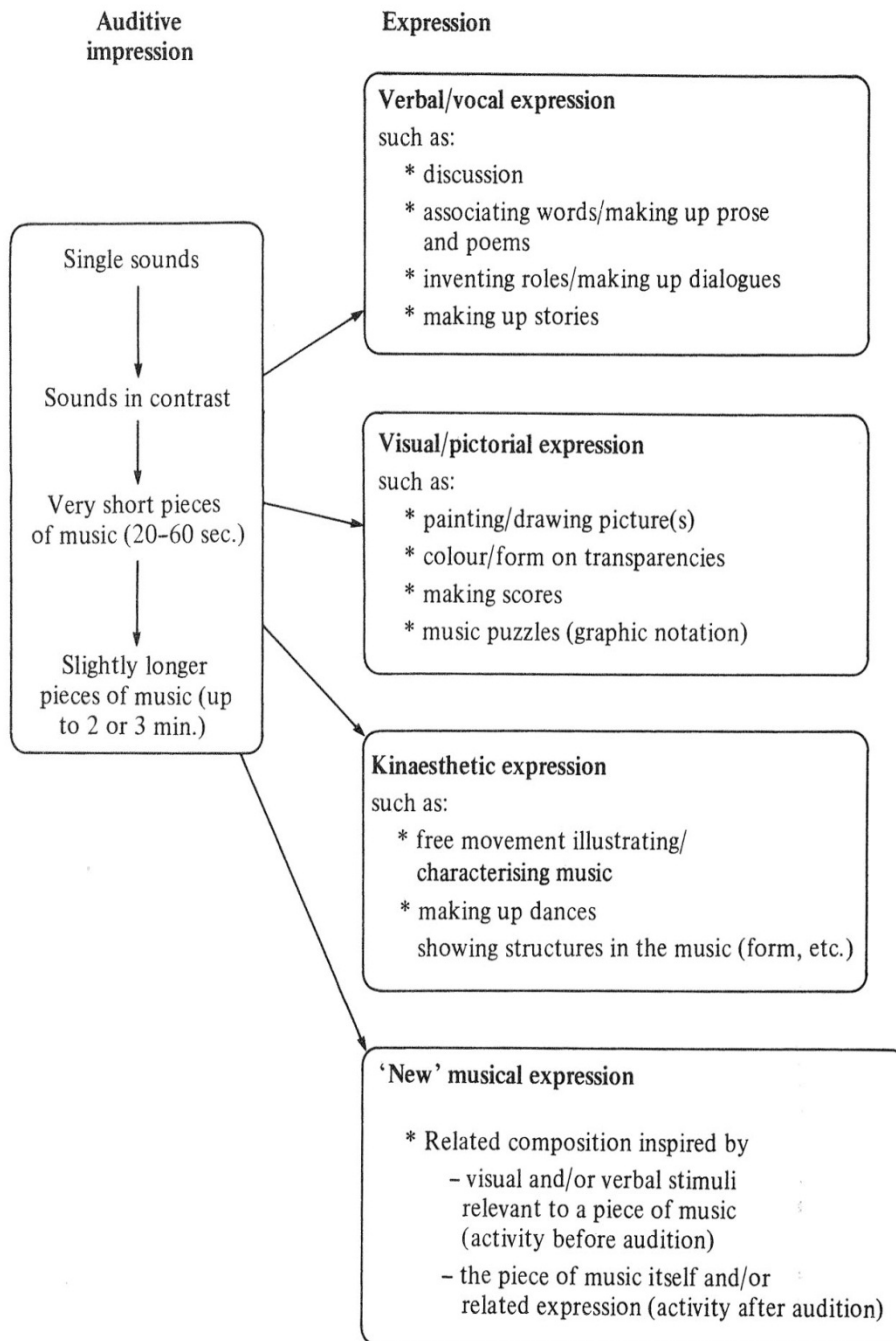 Auditive
impression
Expression
Single sounds
Sounds in contrast
Very short pieces
of music (20–60 sec.)
Slightly longer
pieces of music (up
to 2 or 3 min.)
Verbal/vocal expression
such as:
* discussion
* associating words/making up prose
and poems
* inventing roles/making up dialogues
* making up stories
Visual/pictorial expression
such as:
* painting/drawing picture(s)
* colour/form on transparencies
* making scores
* music puzzles (graphic notation)
Kinaesthetic expression
such as:
* free movement illustrating/
characterising music
* making up dances
showing structures in the music (form, etc.)
‘New’ musical expression
* Related composition inspired by
– visual and/or verbal stimuli
relevant to a piece of music
(activity before audition)
– the piece of music itself and/or
related expression (activity after audition)